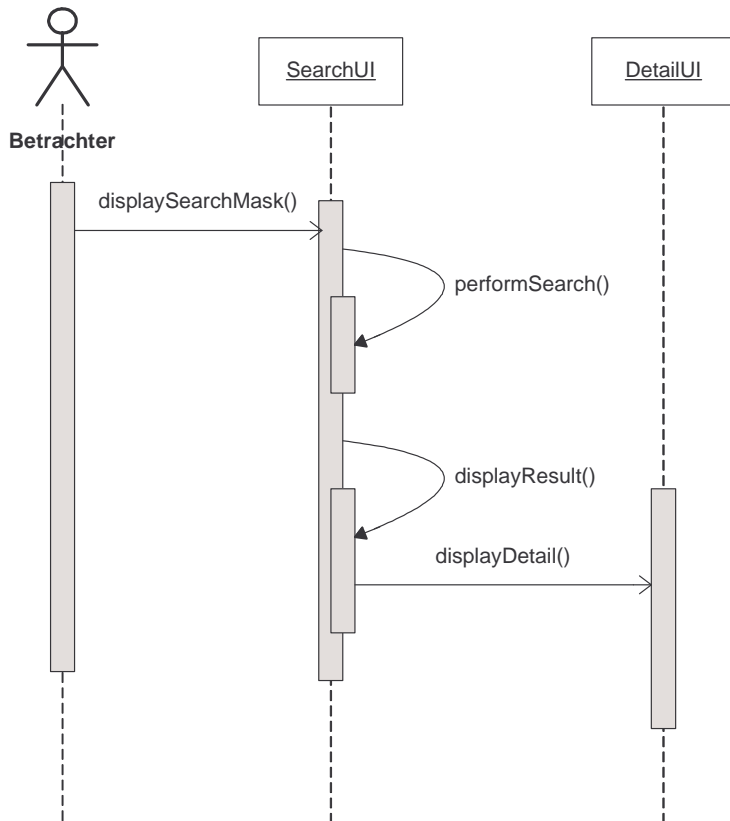 SearchUI
DetailUI
Betrachter
displaySearchMask()
performSearch()
displayResult()
displayDetail()